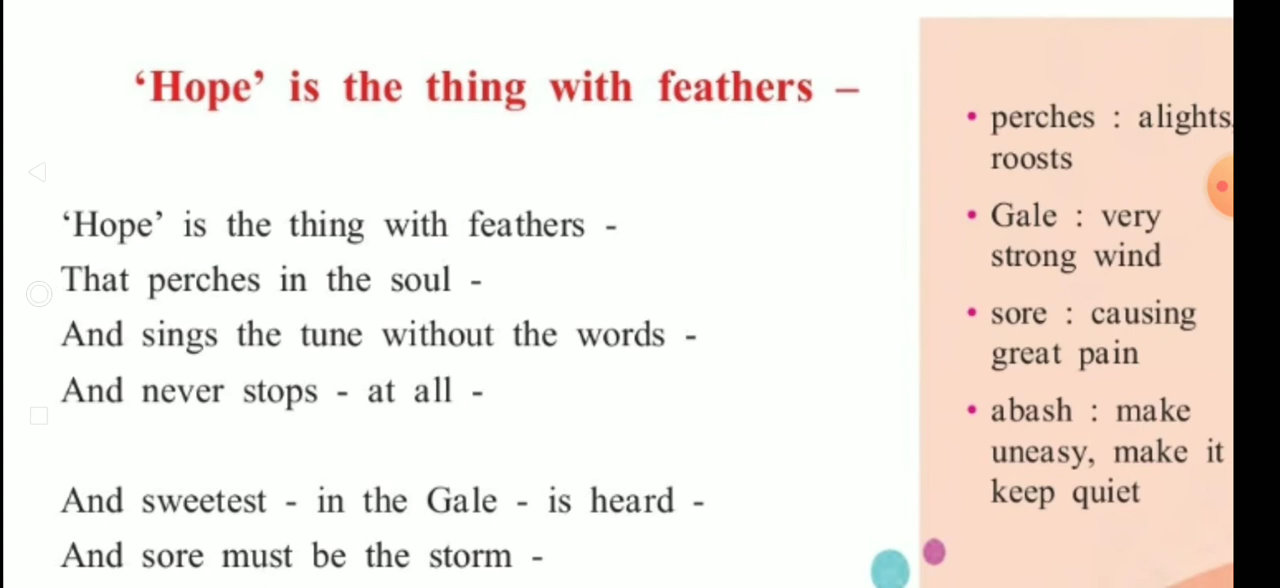 ‘Hope’ is the thing with feathers –
‘Hope’ is the thing with feathers -
That perches in the soul -
And sings the tune without the words -
And never stops - at all -
And sweetest - in the Gale - is heard -
And sore must be the storm -
• perches : alights,
roosts
• Gale : very
strong wind
• sore : causing
great pain
• abash : make
uneasy, make it
keep quiet